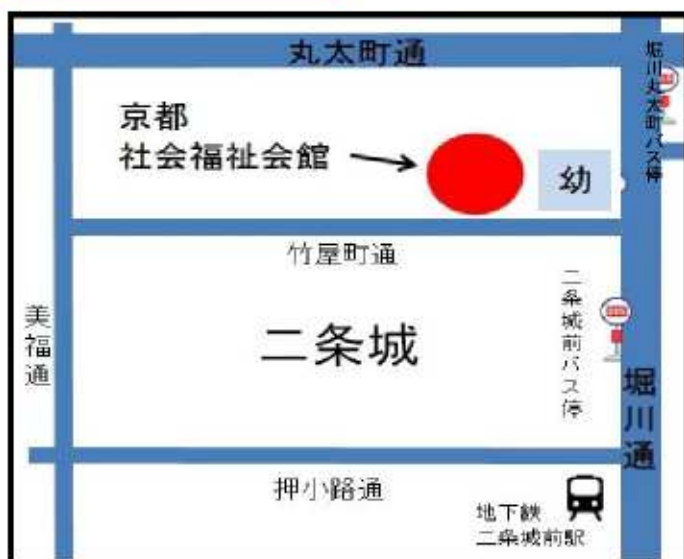 丸太町通
堀川丸太町バス停
京都
社会福祉会館
幼
竹屋町通
二条城前バス停
美福通
二条城
堀川通
押小路通
地下鉄
二条城前駅